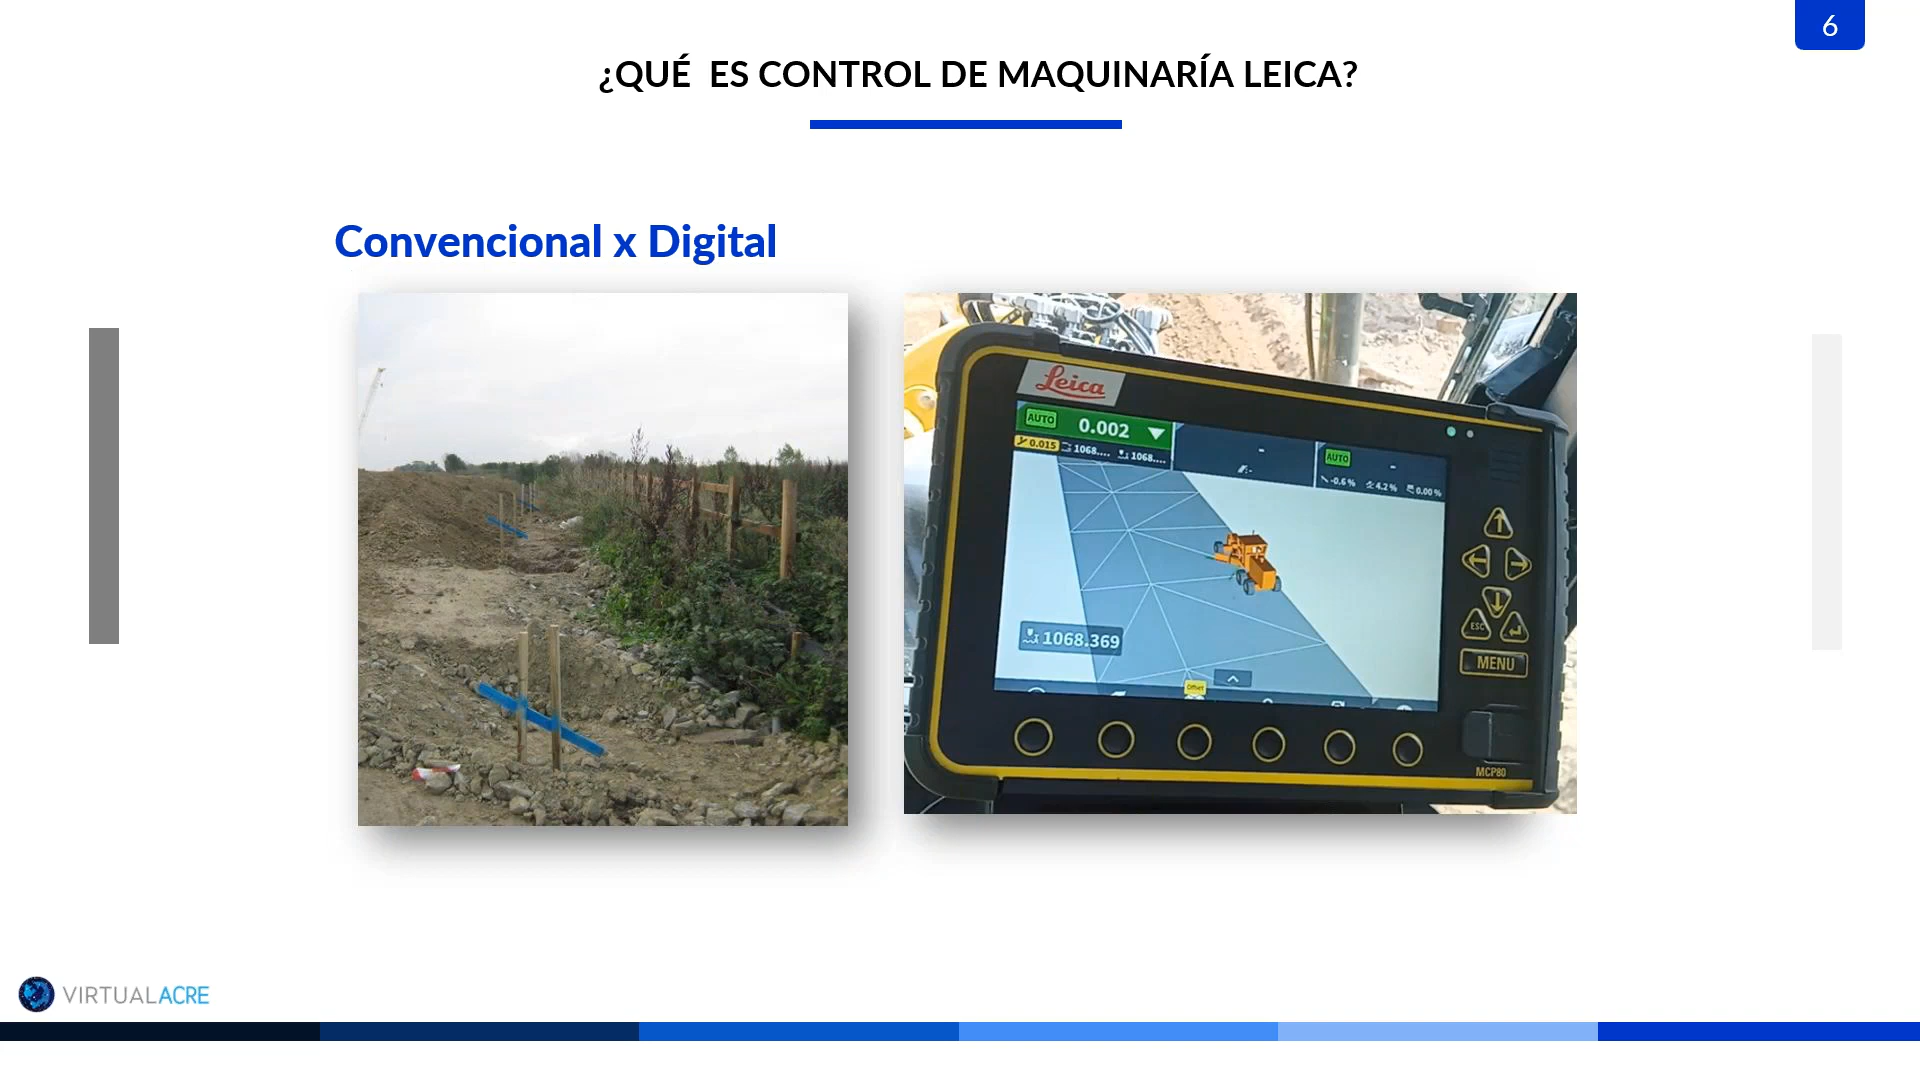 6
¿QUÉ  ES CONTROL DE MAQUINARÍA LEICA?
Convencional x Digital
Leica
AUTO 0.002 - AUTO -
0.015 1068.... 1068.... - -0.6 % 4.2 % 0.00 %
1068.369
Offset
ESC
MENU
MCP80
VIRTUALACRE